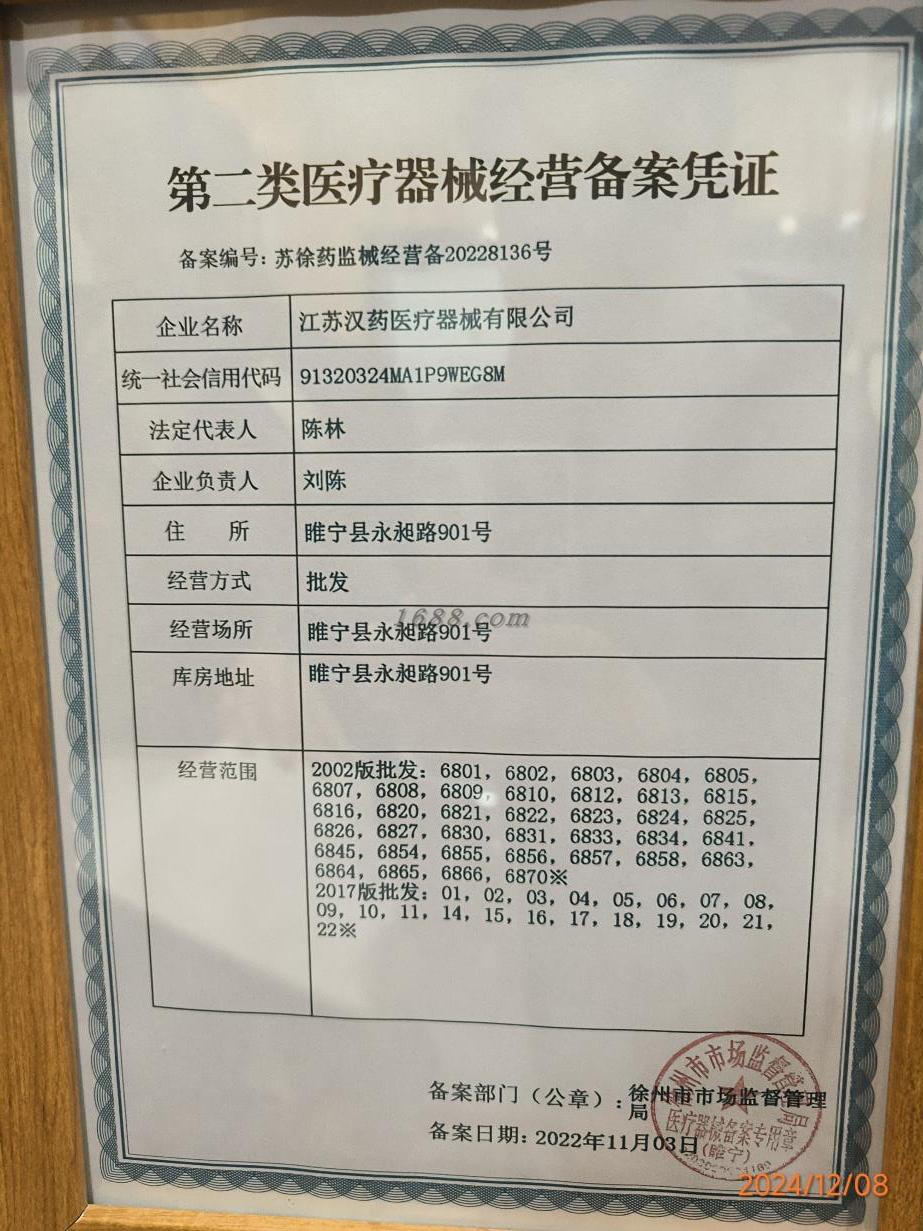 第二类医疗器械经营备案凭证
备案编号：苏徐药监械经营备20228136号
企业名称 江苏汉药医疗器械有限公司
统一社会信用代码 91320324MA1P9WEG8M
法定代表人 陈林
企业负责人 刘陈
住 所 睢宁县永昶路901号
经营方式 批发
1688.com
经营场所 睢宁县永昶路901号
库房地址 睢宁县永昶路901号
经营范围 2002版批发：6801，6802，6803，6804，6805，
6807，6808，6809，6810，6812，6813，6815，
6816，6820，6821，6822，6823，6824，6825，
6826，6827，6830，6831，6833，6834，6841，
6845，6854，6855，6856，6857，6858，6863，
6864，6865，6866，6870※
2017版批发：01，02，03，04，05，06，07，08，
09，10，11，14，15，16，17，18，19，20，21，
22※
徐州市市场监督管理局
备案部门（公章）：徐州市市场监督管理
局
医疗器械备案专用章
备案日期：2022年11月03日
（睢宁）
2024/12/08